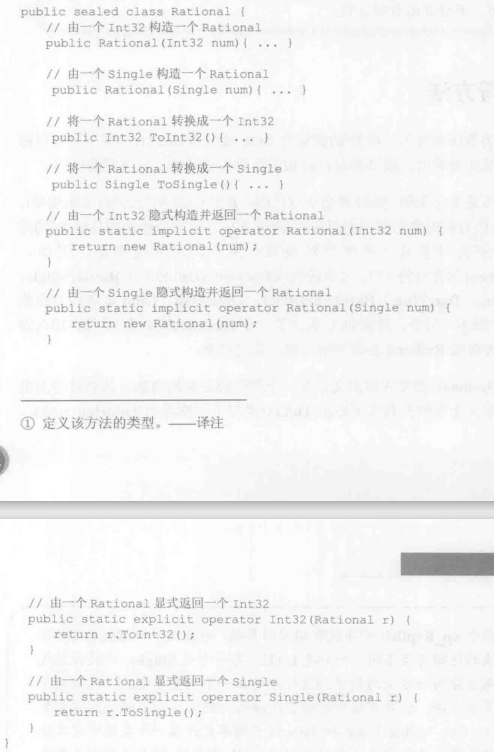 public sealed class Rational {
// 由一个 Int32 构造一个 Rational
public Rational(Int32 num){ ... }
// 由一个 Single 构造一个 Rational
public Rational(Single num){ ... }
// 将一个 Rational 转换成一个 Int32
public Int32 ToInt32(){ ... }
// 将一个 Rational 转换成一个 Single
public Single ToSingle(){ ... }
// 由一个 Int32 隐式构造并返回一个 Rational
public static implicit operator Rational(Int32 num) {
return new Rational(num);
}
// 由一个 Single 隐式构造并返回一个 Rational
public static implicit operator Rational(Single num) {
return new Rational(num);
}
① 定义该方法的类型。——译注
// 由一个 Rational 显式返回一个 Int32
public static explicit operator Int32(Rational r) {
return r.ToInt32();
}
// 由一个 Rational 显式返回一个 Single
public static explicit operator Single(Rational r) {
return r.ToSingle();
}
}